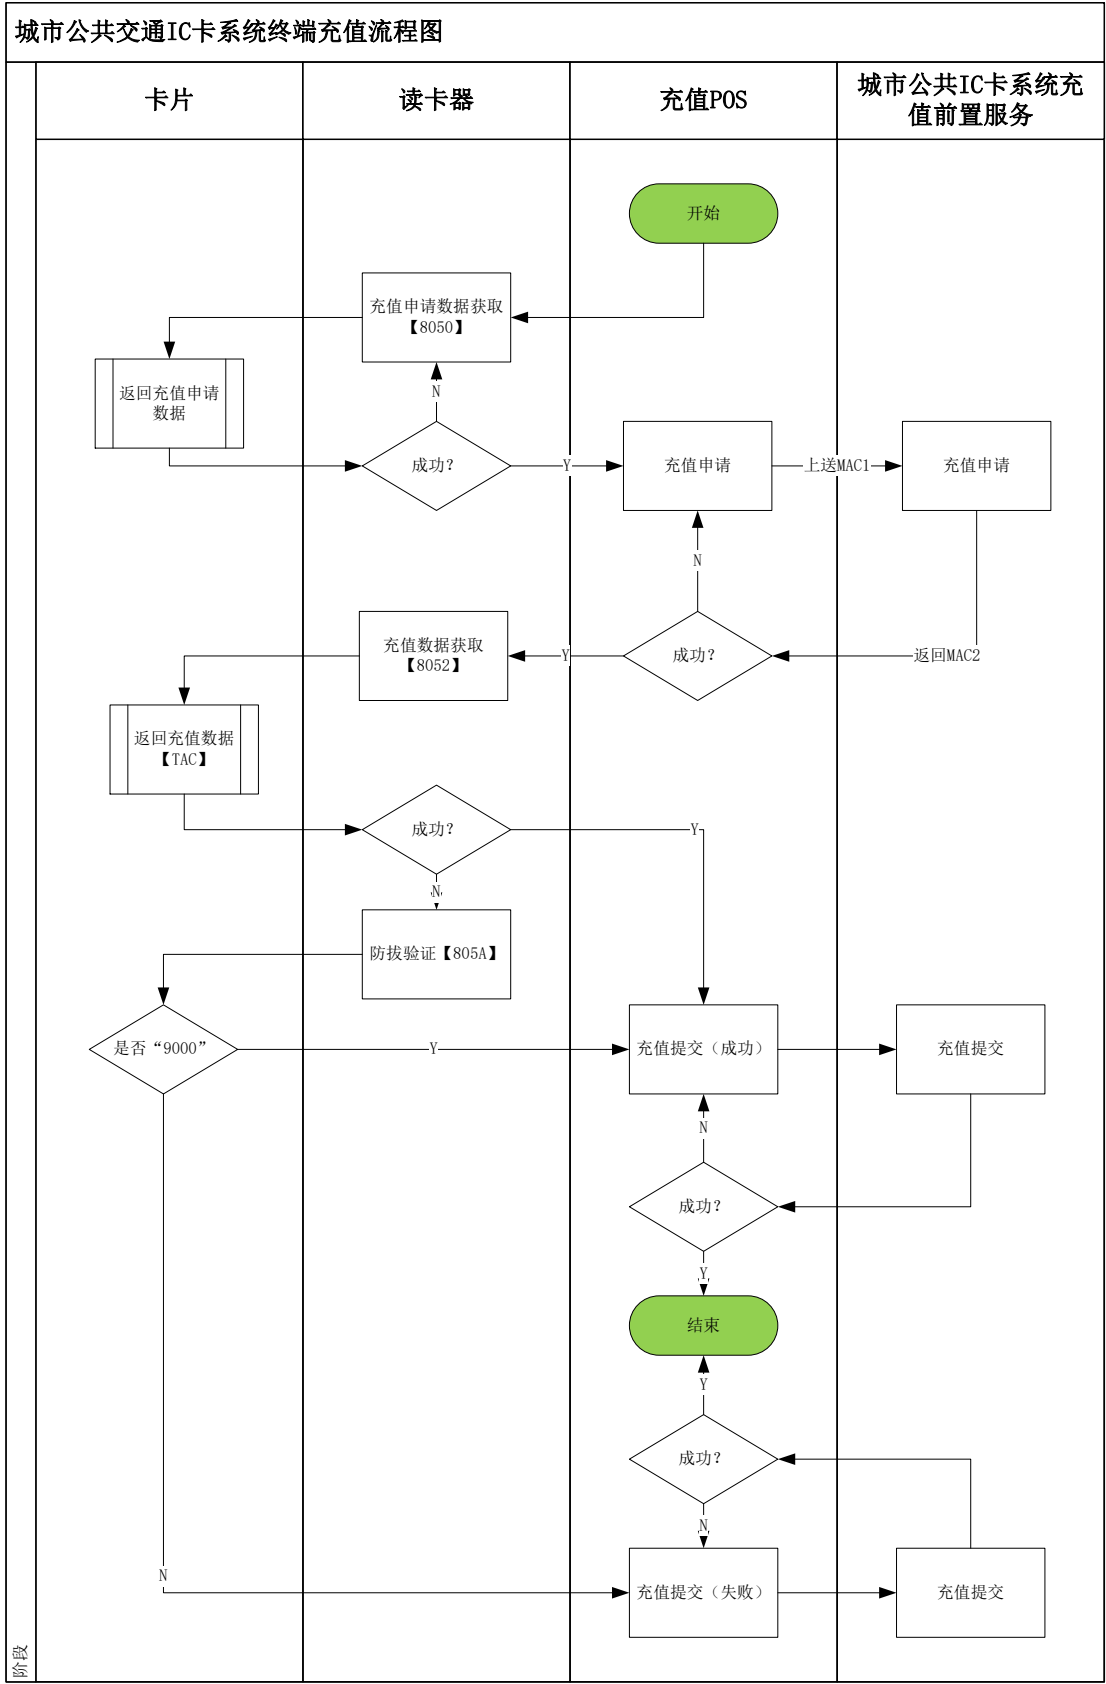 城市公共交通IC卡系统终端充值流程图
卡片
读卡器
充值POS
城市公共IC卡系统充
值前置服务
开始
充值申请数据获取
【8050】
返回充值申请
数据
N
成功?
Y
充值申请
上送MAC1
充值申请
N
充值数据获取
【8052】
Y
成功?
返回MAC2
返回充值数据
【TAC】
成功?
Y
N
防拔验证【805A】
是否“9000”
Y
充值提交（成功）
充值提交
N
成功?
Y
结束
Y
成功?
N
N
充值提交（失败）
充值提交
阶段